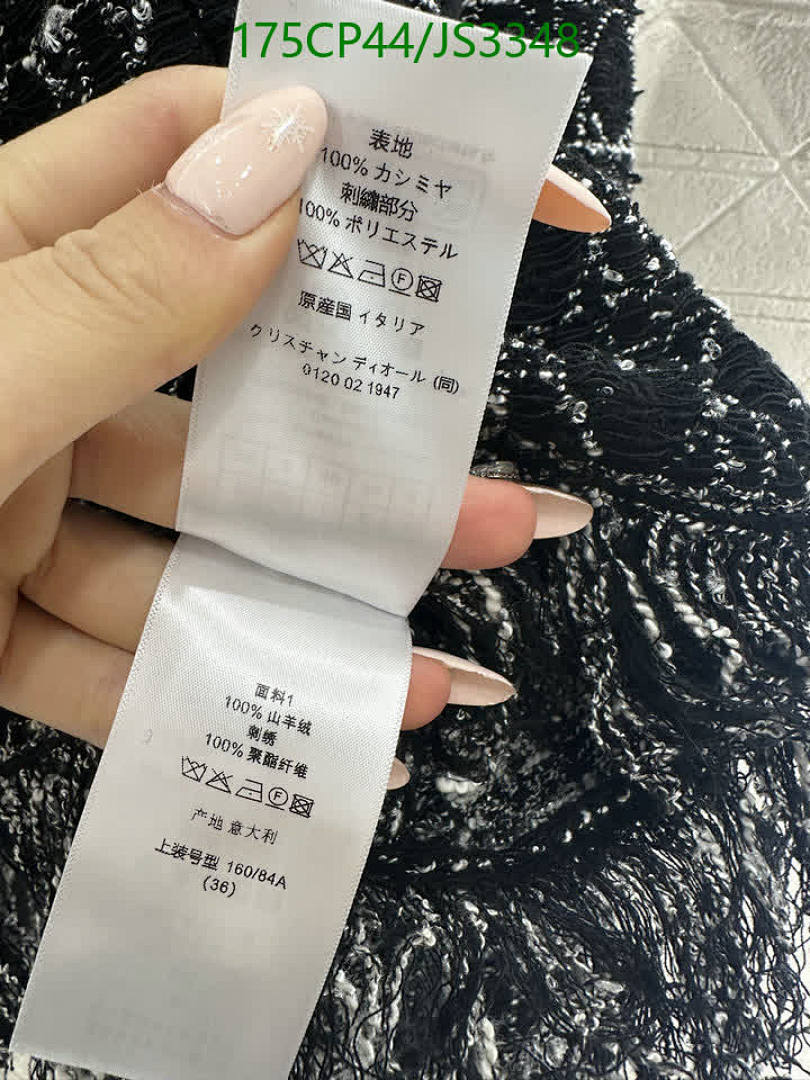 175CP44/JS3348
表地
100% カシミヤ
刺繍部分
100% ポリエステル
F
原産国 イタリア
クリスチャン ディオール (同)
0120 02 1947
面料1
100% 山羊绒
刺绣
100% 聚酯纤维
F
产地 意大利
上装号型 160/84A
(36)